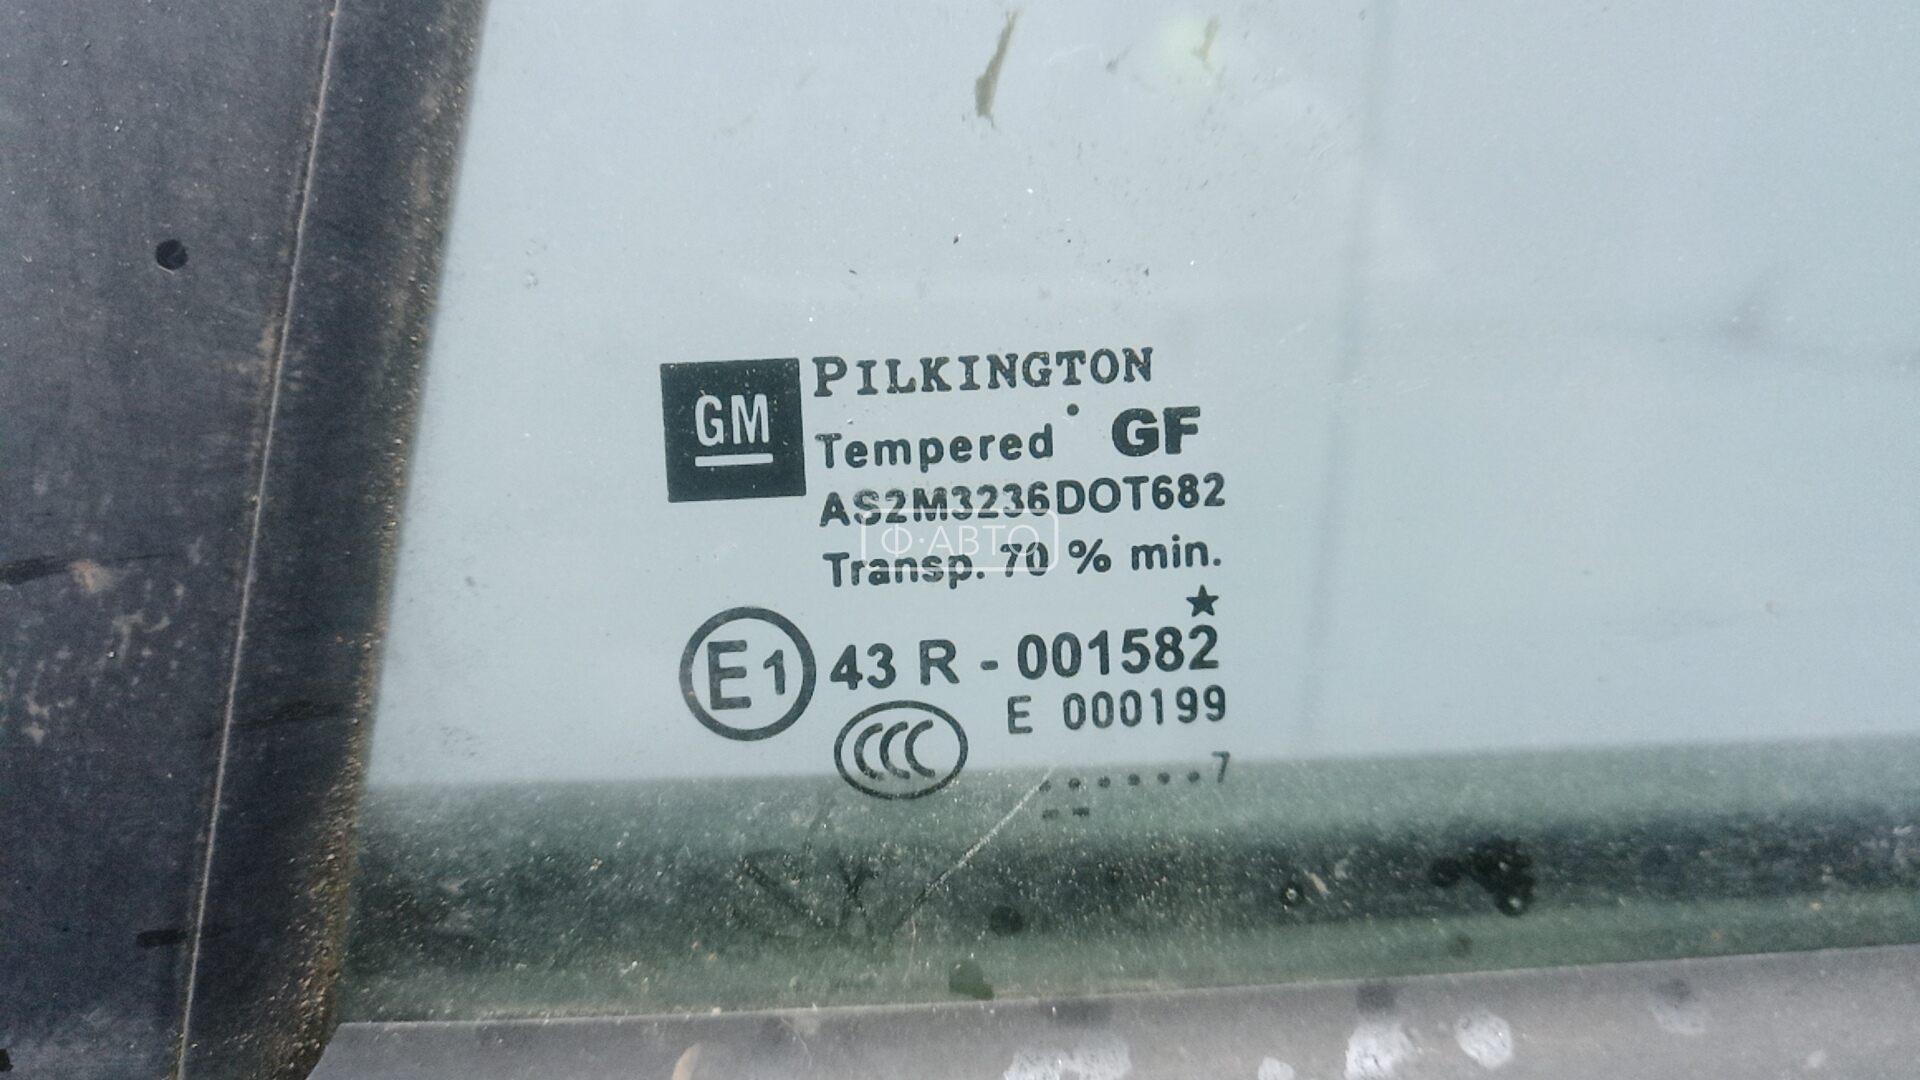 GM
PILKINGTON
Tempered GF
AS2M3236DOT682
Transp. 70 % min.
E1 43 R - 001582
E 000199
CCC
......7
Ф·АВТО